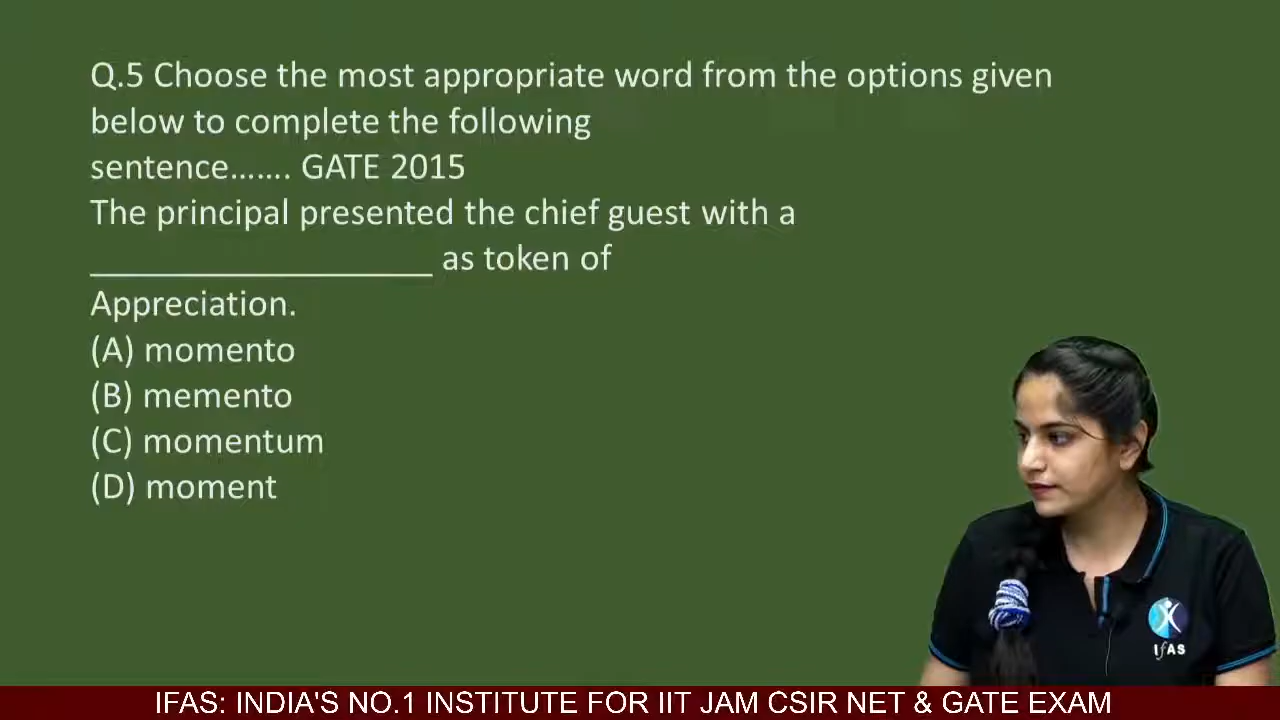 Q.5 Choose the most appropriate word from the options given
below to complete the following
sentence....... GATE 2015
The principal presented the chief guest with a
___________________ as token of
Appreciation.
(A) momento
(B) memento
(C) momentum
(D) moment
IfAS
IFAS: INDIA'S NO.1 INSTITUTE FOR IIT JAM CSIR NET & GATE EXAM